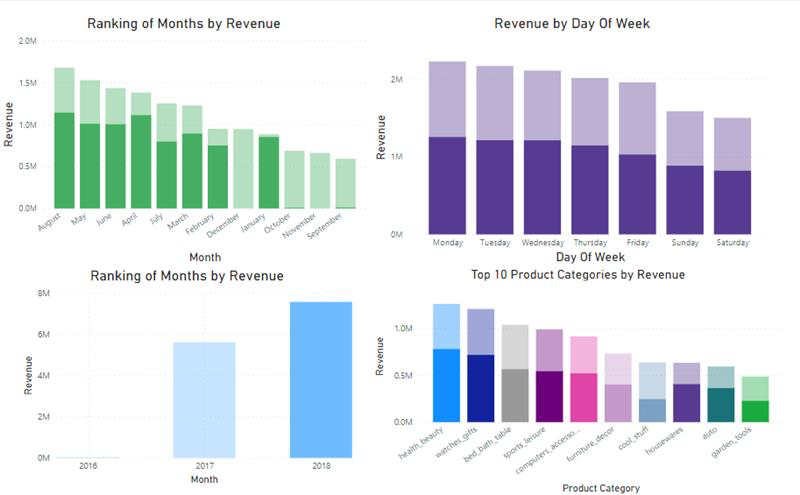 Ranking of Months by Revenue
2.0M
1.5M
1.0M
0.5M
0.0M
Revenue
August
May
June
April
July
March
February
December
January
October
November
September
Month
Revenue by Day Of Week
2M
1M
0M
Revenue
Monday
Tuesday
Wednesday
Thursday
Friday
Sunday
Saturday
Day Of Week
Ranking of Months by Revenue
8M
6M
4M
2M
0M
Revenue
2016
2017
2018
Month
Top 10 Product Categories by Revenue
1.0M
0.5M
0.0M
Revenue
health_beauty
watches_gifts
bed_bath_table
sports_leisure
computers_accesso...
furniture_decor
cool_stuff
housewares
auto
garden_tools
Product Category